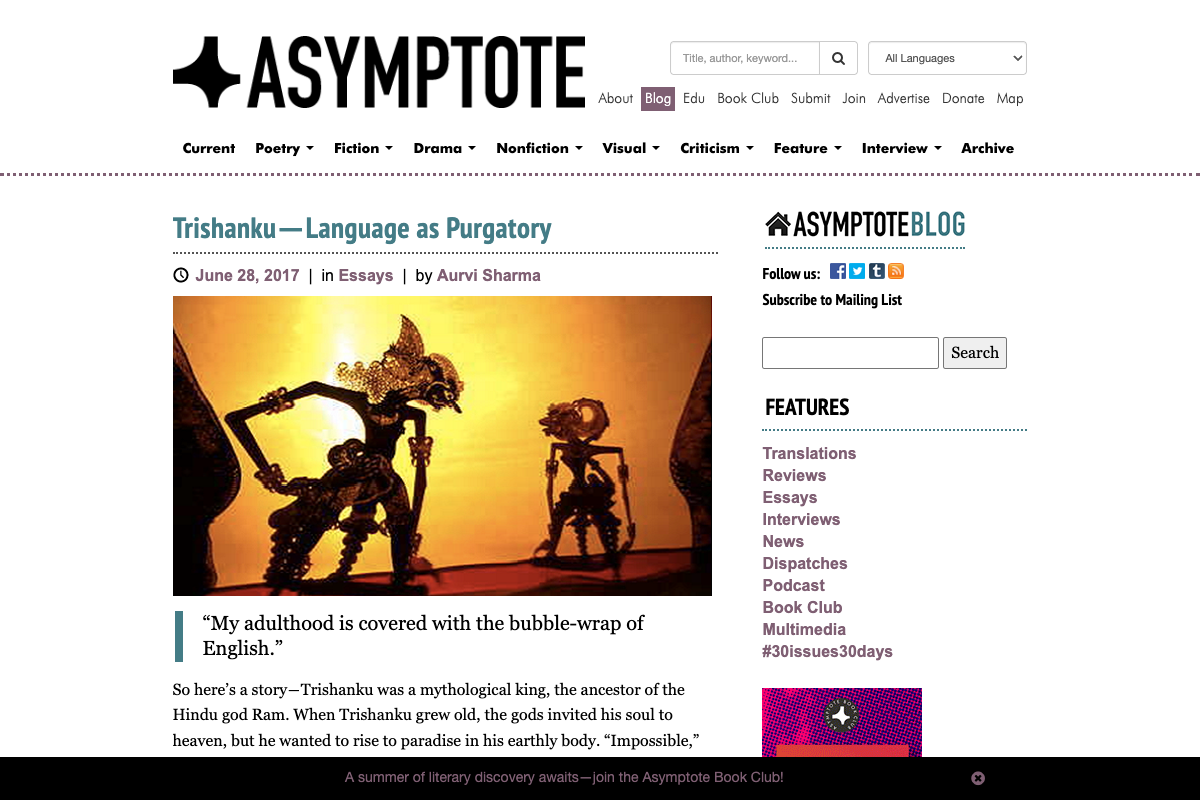 ASYMPTOTE
Title, author, keyword...
All Languages
About Blog Edu Book Club Submit Join Advertise Donate Map
Current Poetry Fiction Drama Nonfiction Visual Criticism Feature Interview Archive
Trishanku—Language as Purgatory
June 28, 2017 | in Essays | by Aurvi Sharma
“My adulthood is covered with the bubble-wrap of
English.”
So here’s a story—Trishanku was a mythological king, the ancestor of the
Hindu god Ram. When Trishanku grew old, the gods invited his soul to
heaven, but he wanted to rise to paradise in his earthly body. “Impossible,”
ASYMPTOTEBLOG
Follow us:
Subscribe to Mailing List
Search
FEATURES
Translations
Reviews
Essays
Interviews
News
Dispatches
Podcast
Book Club
Multimedia
#30issues30days
A summer of literary discovery awaits—join the Asymptote Book Club!